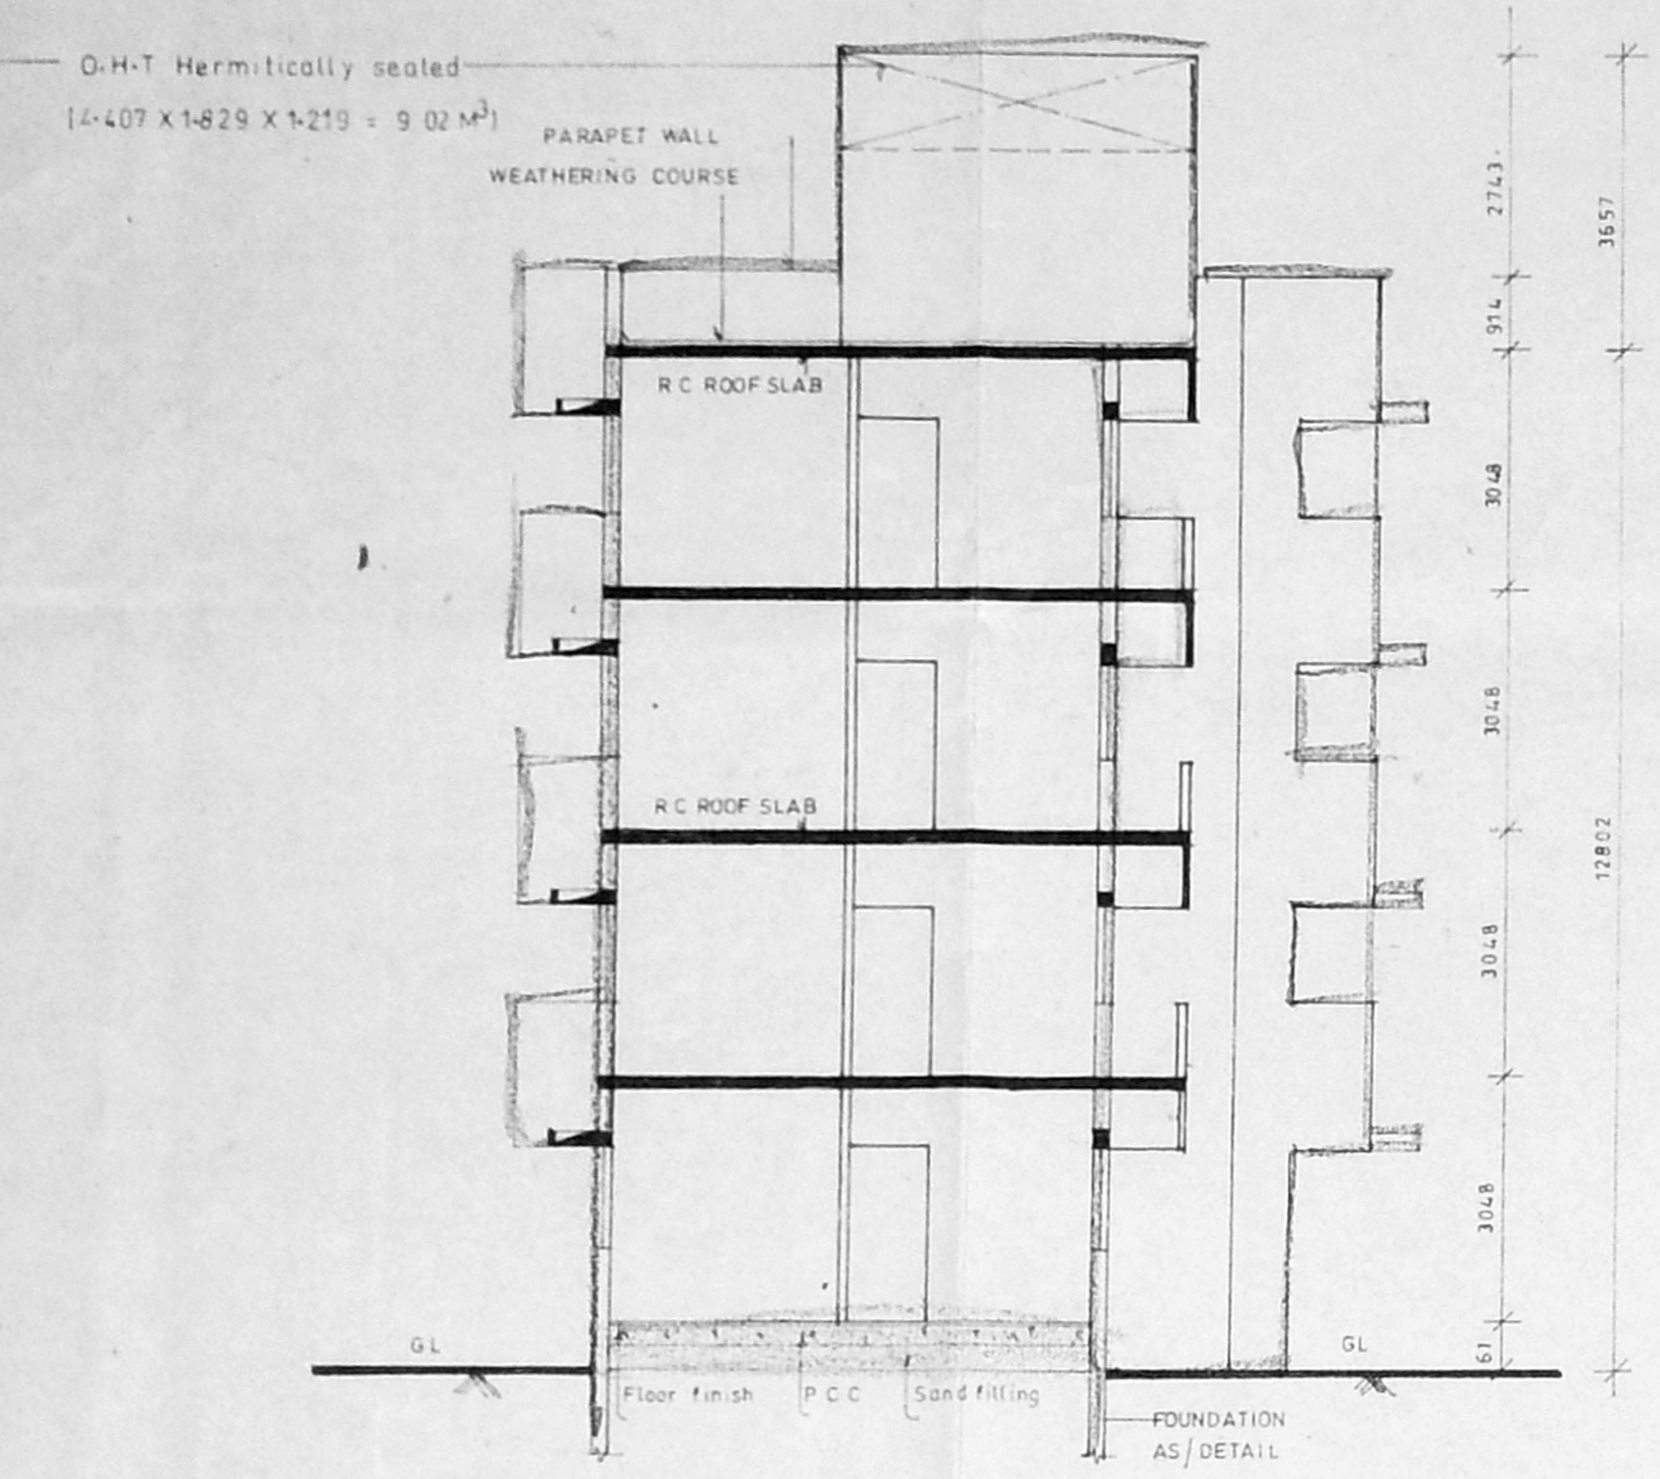 O.H-T Hermitically sealed
(4.407 X 1.829 X 1.219 = 9 02 M³)
PARAPET WALL
WEATHERING COURSE
2743
3657
914
R C ROOF SLAB
3048
3048
R C ROOF SLAB
12802
3048
3048
GL
GL
61
Floor finish
P C C
Sand filling
FOUNDATION
AS/DETAIL